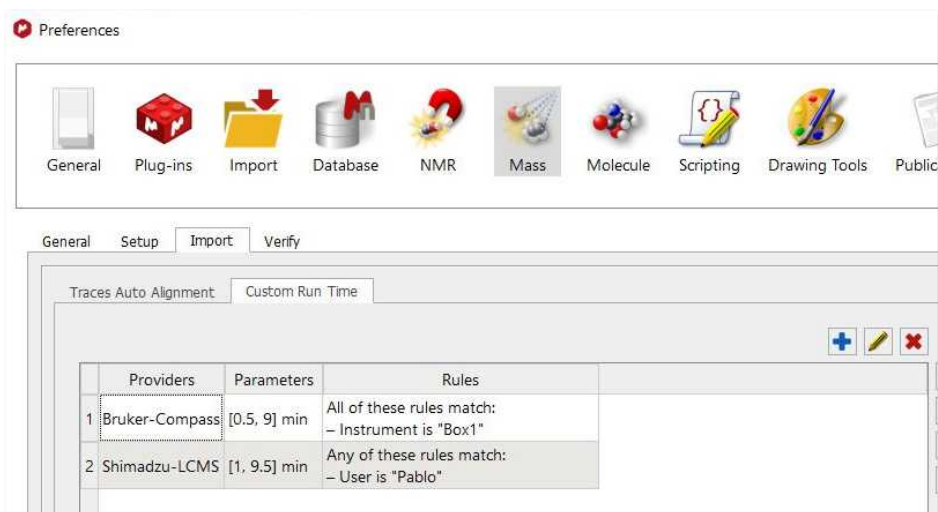 Preferences
General Plug-ins Import Database NMR Mass Molecule Scripting Drawing Tools Public
General Setup Import Verify
Traces Auto Alignment Custom Run Time
Providers Parameters Rules
1 Bruker-Compass [0.5, 9] min All of these rules match:
– Instrument is "Box1"
2 Shimadzu-LCMS [1, 9.5] min Any of these rules match:
– User is "Pablo"